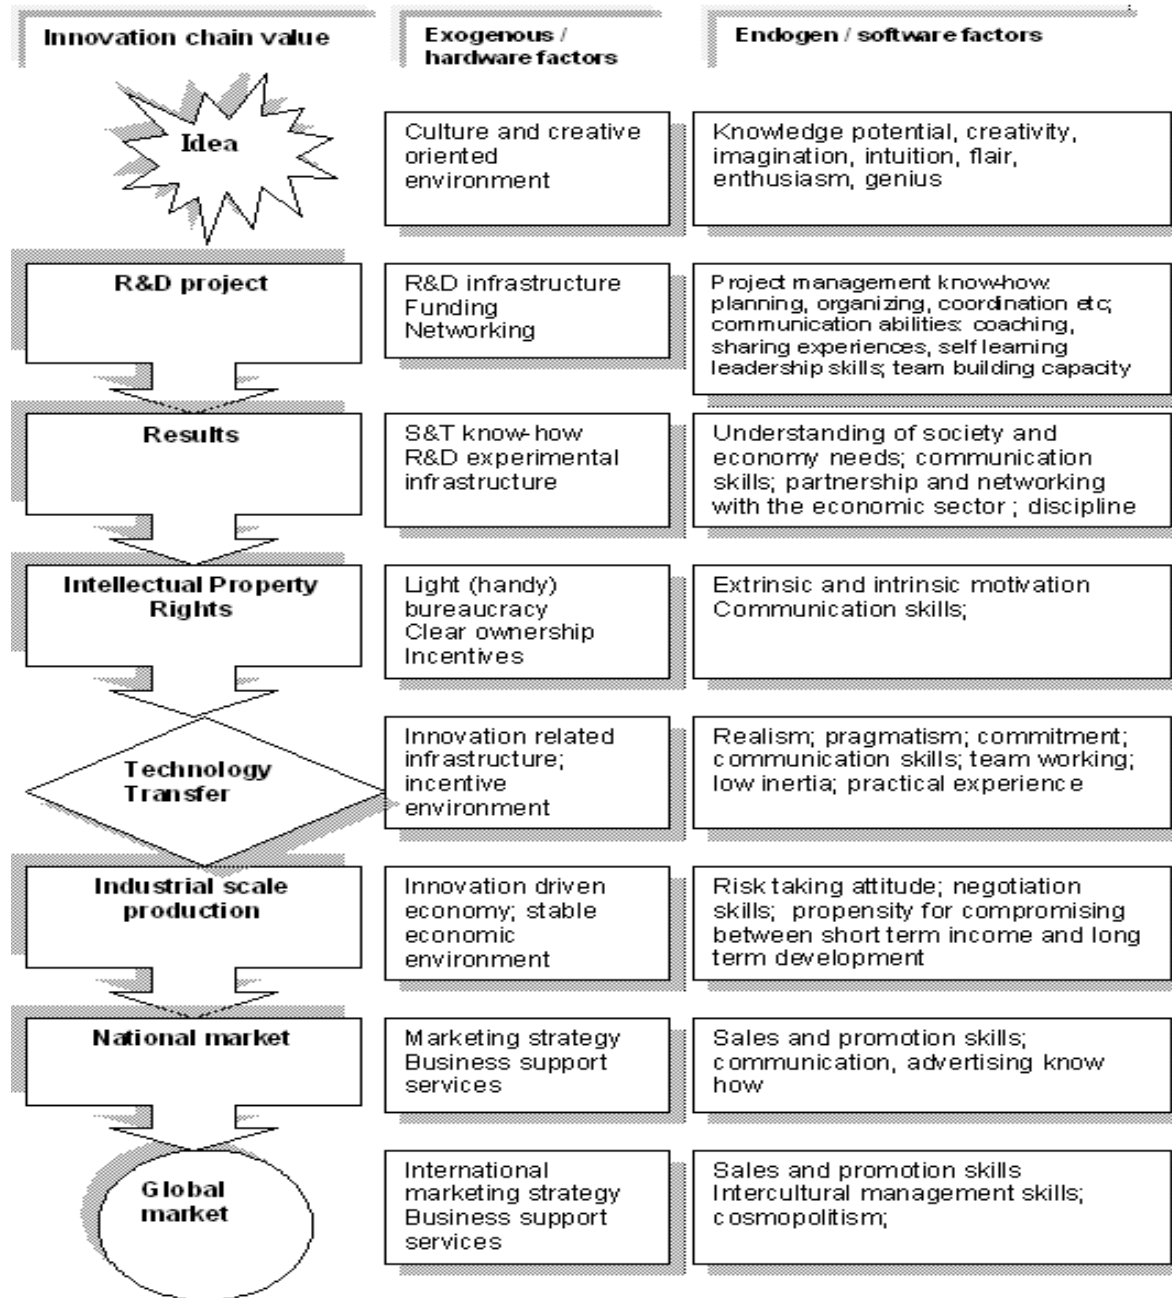 Innovation chain value
Exogenous /
hardware factors
Endogen / software factors
Idea
Culture and creative
oriented
environment
Knowledge potential, creativity,
imagination, intuition, flair,
enthusiasm, genius
R&D project
R&D infrastructure
Funding
Networking
Project management know-how:
planning, organizing, coordination etc;
communication abilities: coaching,
sharing experiences, self learning
leadership skills; team building capacity
Results
S&T know-how
R&D experimental
infrastructure
Understanding of society and
economy needs; communication
skills; partnership and networking
with the economic sector ; discipline
Intellectual Property
Rights
Light (handy)
bureaucracy
Clear ownership
Incentives
Extrinsic and intrinsic motivation
Communication skills;
Technology
Transfer
Innovation related
infrastructure;
incentive
environment
Realism; pragmatism; commitment;
communication skills; team working;
low inertia; practical experience
Industrial scale
production
Innovation driven
economy; stable
economic
environment
Risk taking attitude; negotiation
skills;  propensity for compromising
between short term income and long
term development
National market
Marketing strategy
Business support
services
Sales and promotion skills;
communication, advertising know
how
Global
market
International
marketing strategy
Business support
services
Sales and promotion skills
Intercultural management skills;
cosmopolitism;